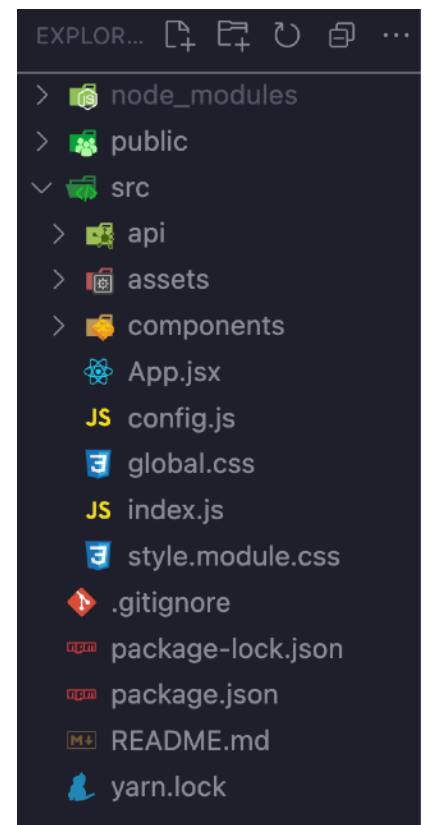 EXPLOR...
node_modules
public
src
api
assets
components
App.jsx
JS config.js
global.css
JS index.js
style.module.css
.gitignore
package-lock.json
package.json
M↓ README.md
yarn.lock